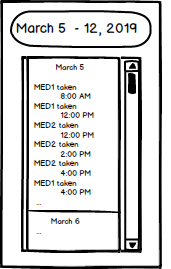 March 5 - 12, 2019
March 5
MED1 taken
8:00 AM
MED1 taken
12:00 PM
MED2 taken
12:00 PM
MED2 taken
2:00 PM
MED2 taken
4:00 PM
MED1 taken
4:00 PM
...
March 6
...